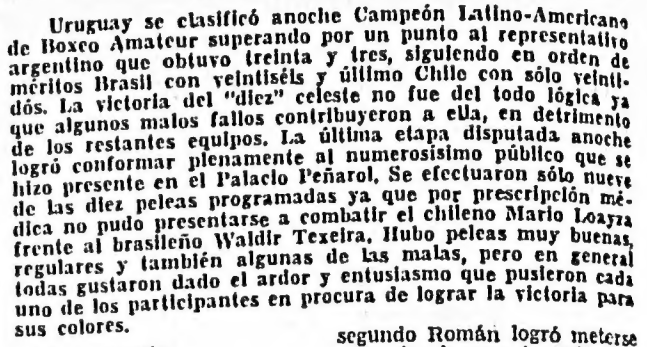 Uruguay se clasificó anoche Campeón Latino-Americano
de Boxeo Amateur superando por un punto al representativo
argentino que obtuvo treinta y tres, siguiendo en orden de
méritos Brasil con veintiséis y último Chile con sólo veinti-
dós. La victoria del "diez" celeste no fue del todo lógica ya
que algunos malos fallos contribuyeron a ella, en detrimento
de los restantes equipos. La última etapa disputada anoche
logró conformar plenamente al numerosísimo público que se
hizo presente en el Palacio Peñarol. Se efectuaron sólo nueve
de las diez peleas programadas ya que por prescripción mé-
dica no pudo presentarse a combatir el chileno Mario Loayza
frente al brasileño Waldir Texeira. Hubo peleas muy buenas,
regulares y también algunas de las malas, pero en general
todas gustaron dado el ardor y entusiasmo que pusieron cada
uno de los participantes en procura de lograr la victoria para
sus colores.
segundo Román logró meterse